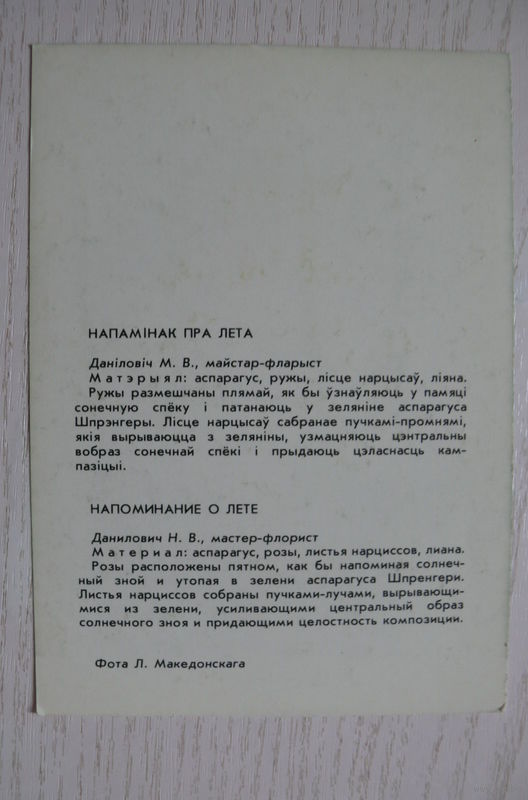 НАПАМІНАК ПРА ЛЕТА
Даніловіч М. В., майстар-фларыст
Матэрыял: аспарагус, ружы, лісце нарцысаў, ліяна.
Ружы размешчаны плямай, як бы ўзнаўляюць у памяці
сонечную спёку і патанаюць у зеляніне аспарагуса
Шпрэнгеры. Лісце нарцысаў сабранае пучкамі-промнямі,
якія вырываюцца з зеляніны, узмацняюць цэнтральны
вобраз сонечнай спёкі і прыдаюць цэласнасць кам-
пазіцыі.
НАПОМИНАНИЕ О ЛЕТЕ
Данилович Н. В., мастер-флорист
Материал: аспарагус, розы, листья нарциссов, лиана.
Розы расположены пятном, как бы напоминая солнеч-
ный зной и утопая в зелени аспарагуса Шпренгери.
Листья нарциссов собраны пучками-лучами, вырывающи-
мися из зелени, усиливающими центральный образ
солнечного зноя и придающими целостность композиции.
Фота Л. Македонскага